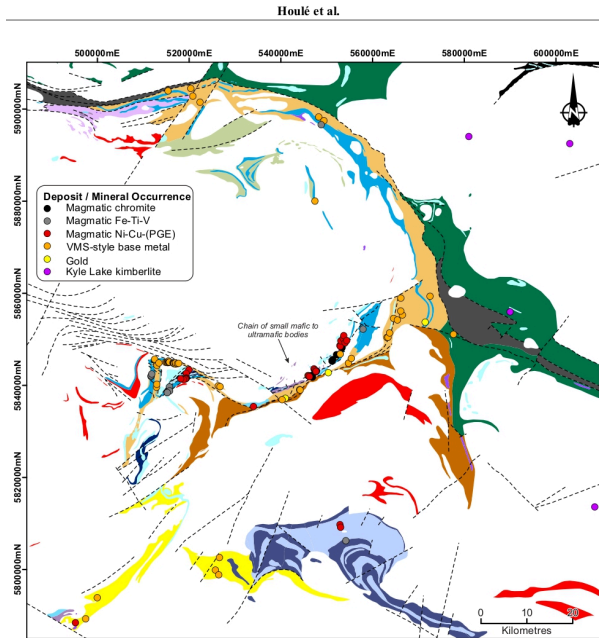 Houlé et al.
500000mE 520000mE 540000mE 560000mE 580000mE 600000mE
5900000mN
5880000mN
5860000mN
5840000mN
5820000mN
5800000mN
Deposit / Mineral Occurrence
Magmatic chromite
Magmatic Fe-Ti-V
Magmatic Ni-Cu-(PGE)
VMS-style base metal
Gold
Kyle Lake kimberlite
Chain of small mafic to
ultramafic bodies
0 10 20
Kilometres